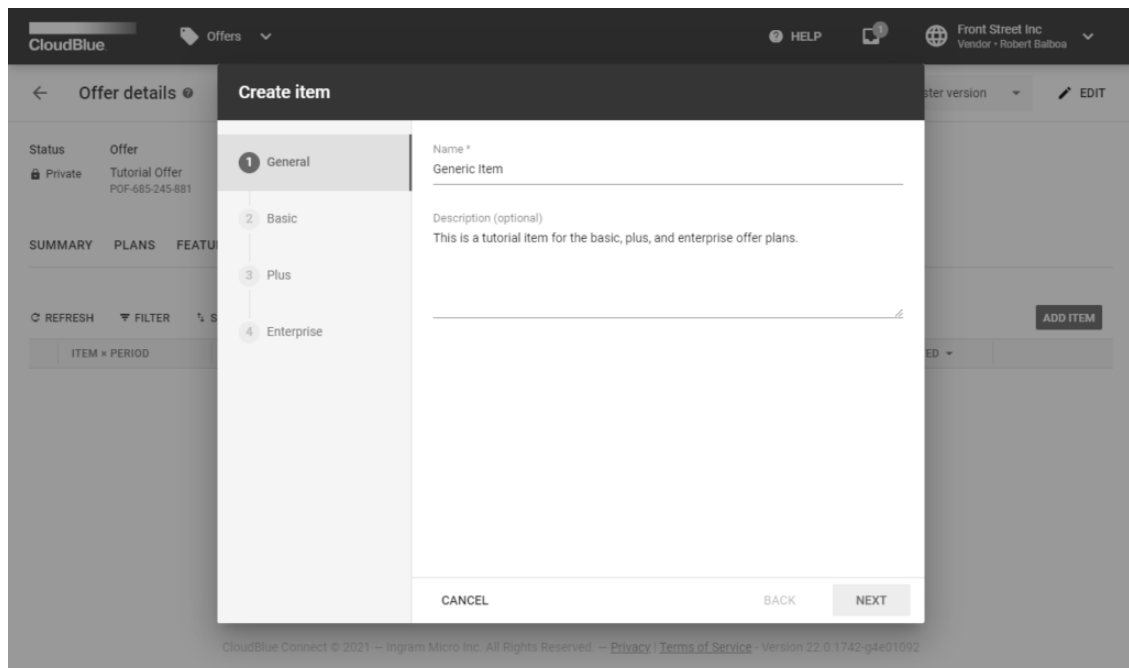 CloudBlue
Offers
HELP
1
Front Street Inc
Vendor • Robert Balboa
Offer details
Create item
ster version
EDIT
Status
Offer
Private
Tutorial Offer
POF-685-245-881
SUMMARY PLANS FEATU
REFRESH FILTER S
ADD ITEM
ITEM × PERIOD
ED
1 General
2 Basic
3 Plus
4 Enterprise
Name *
Generic Item
Description (optional)
This is a tutorial item for the basic, plus, and enterprise offer plans.
CANCEL
BACK
NEXT
CloudBlue Connect © 2021 — Ingram Micro Inc. All Rights Reserved. — Privacy | Terms of Service - Version 22.0.1742-g4e01092